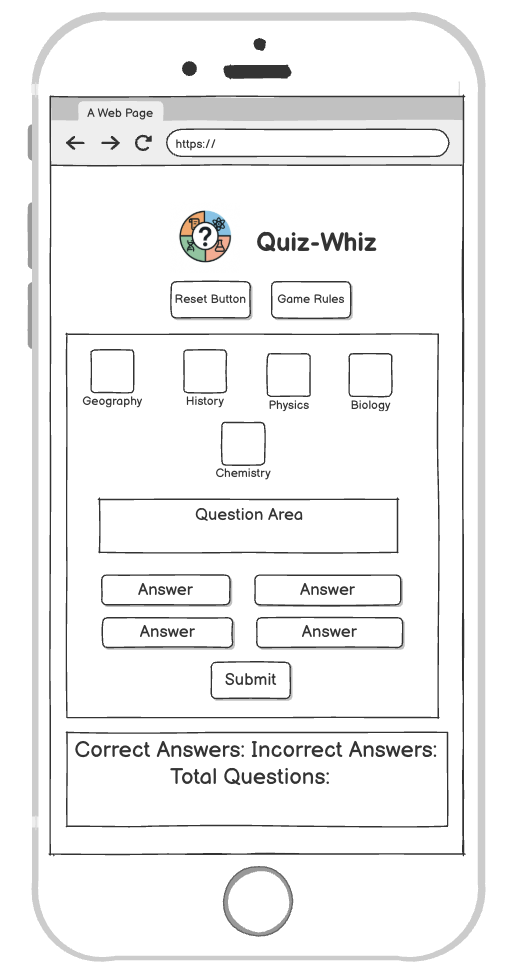 A Web Page
https://
?
Quiz-Whiz
Reset Button
Game Rules
Geography
History
Physics
Biology
Chemistry
Question Area
Answer
Answer
Answer
Answer
Submit
Correct Answers: Incorrect Answers:
Total Questions: